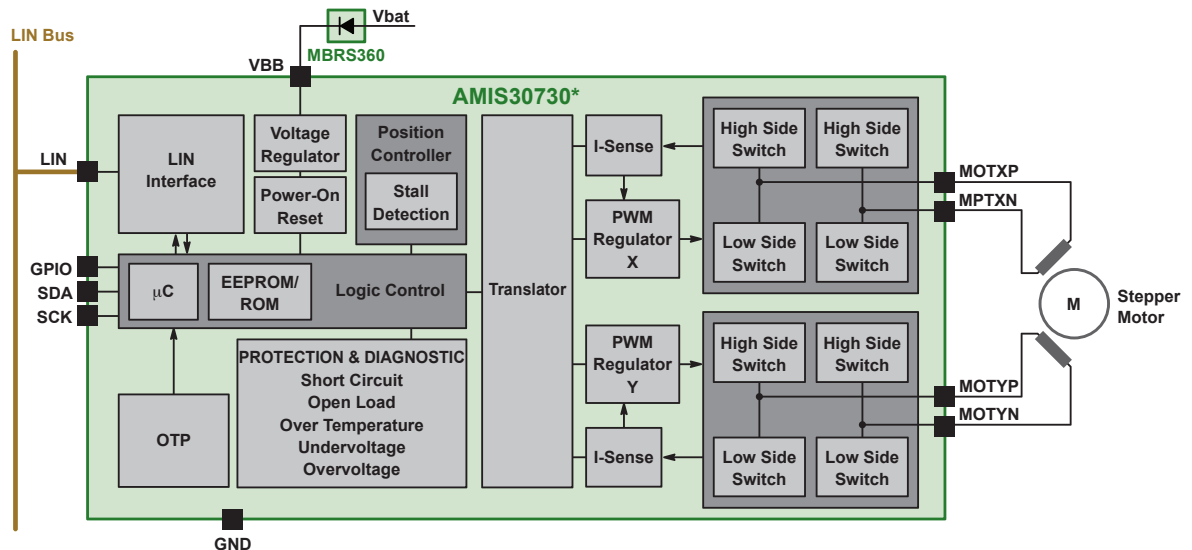 Vbat
LIN Bus
MBRS360
VBB
AMIS30730*
LIN
LIN
Interface
Voltage
Regulator
Power-On
Reset
Position
Controller
Stall
Detection
GPIO
SDA
SCK
μC
EEPROM/
ROM
Logic Control
OTP
PROTECTION & DIAGNOSTIC
Short Circuit
Open Load
Over Temperature
Undervoltage
Overvoltage
Translator
I-Sense
PWM
Regulator
X
PWM
Regulator
Y
I-Sense
High Side
Switch
High Side
Switch
Low Side
Switch
Low Side
Switch
High Side
Switch
High Side
Switch
Low Side
Switch
Low Side
Switch
MOTXP
MPTXN
M
Stepper
Motor
MOTYP
MOTYN
GND